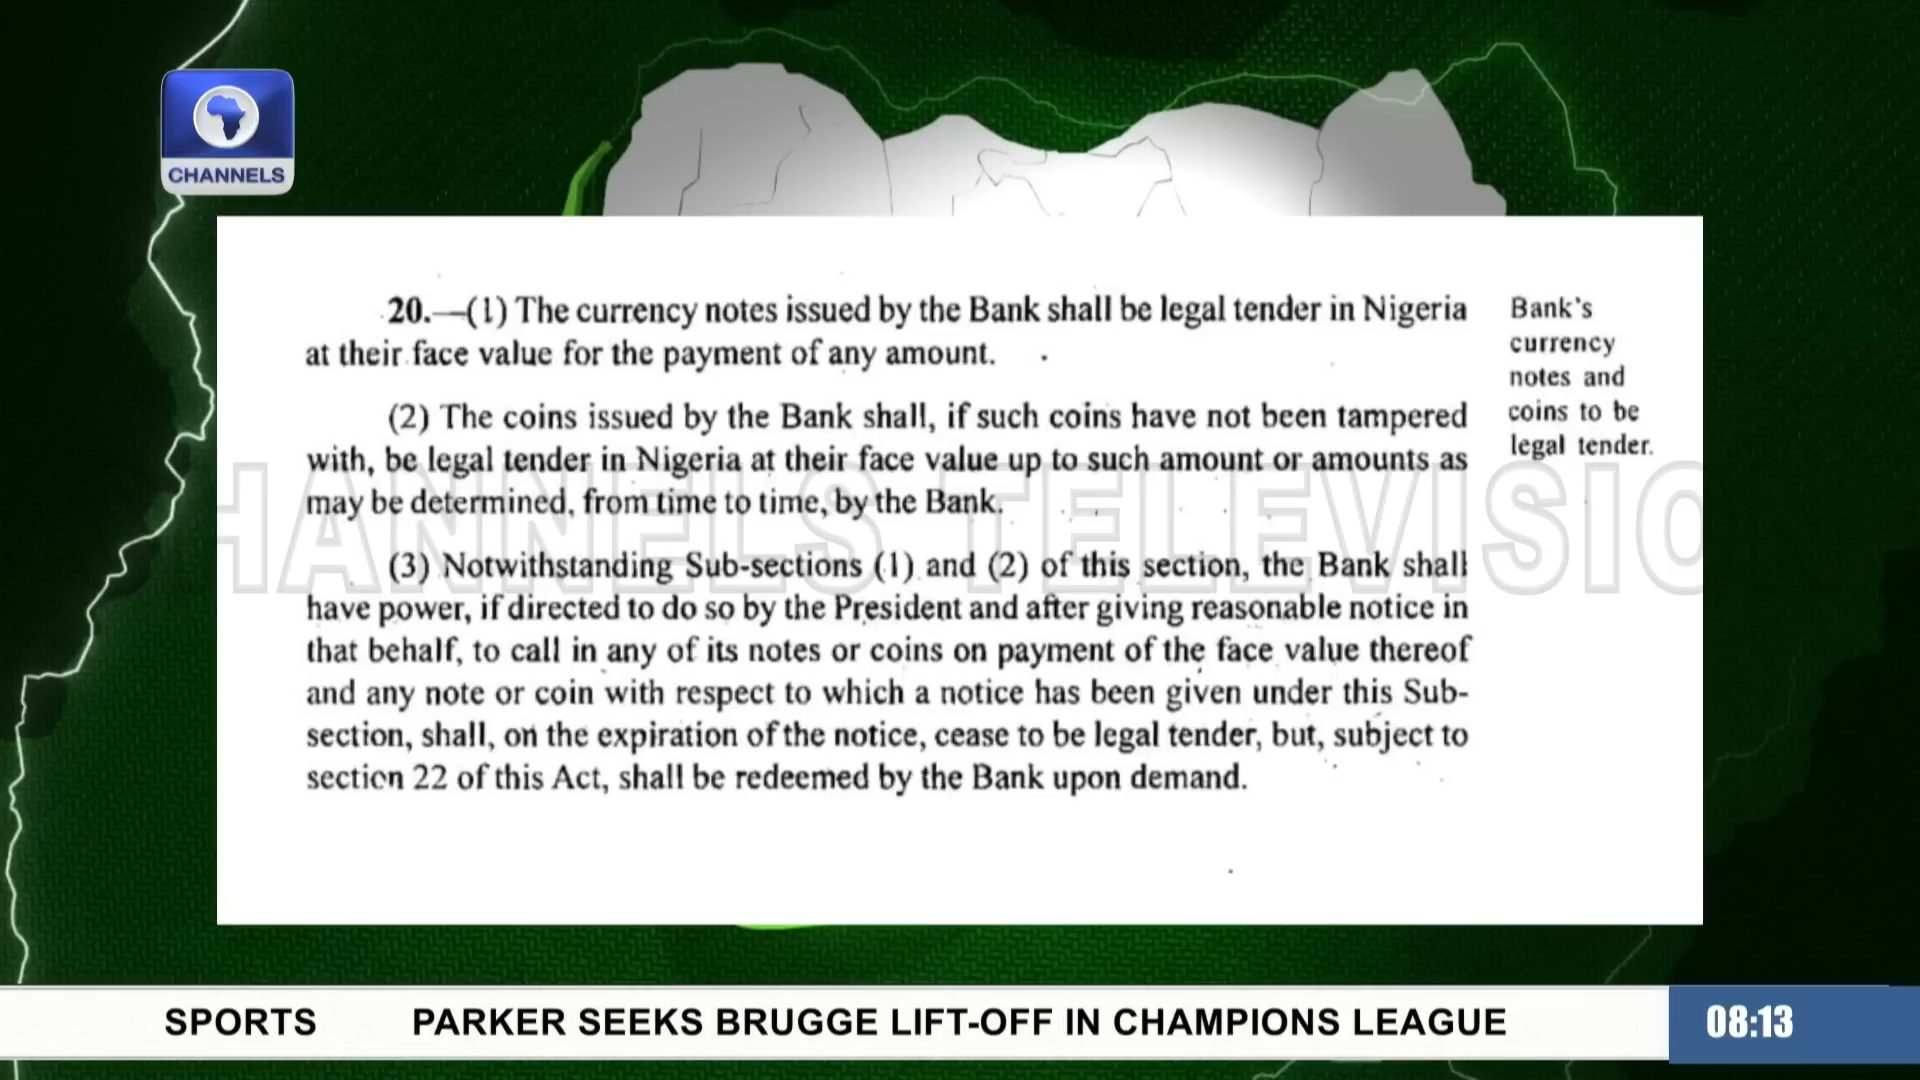 CHANNELS
20.—(1) The currency notes issued by the Bank shall be legal tender in Nigeria
at their face value for the payment of any amount.
(2) The coins issued by the Bank shall, if such coins have not been tampered
with, be legal tender in Nigeria at their face value up to such amount or amounts as
may be determined, from time to time, by the Bank.
(3) Notwithstanding Sub-sections (1) and (2) of this section, the Bank shall
have power, if directed to do so by the President and after giving reasonable notice in
that behalf, to call in any of its notes or coins on payment of the face value thereof
and any note or coin with respect to which a notice has been given under this Sub-
section, shall, on the expiration of the notice, cease to be legal tender, but, subject to
section 22 of this Act, shall be redeemed by the Bank upon demand.
Bank's
currency
notes and
coins to be
legal tender.
HANNELS TELEVISIO
SPORTS PARKER SEEKS BRUGGE LIFT-OFF IN CHAMPIONS LEAGUE
08:13